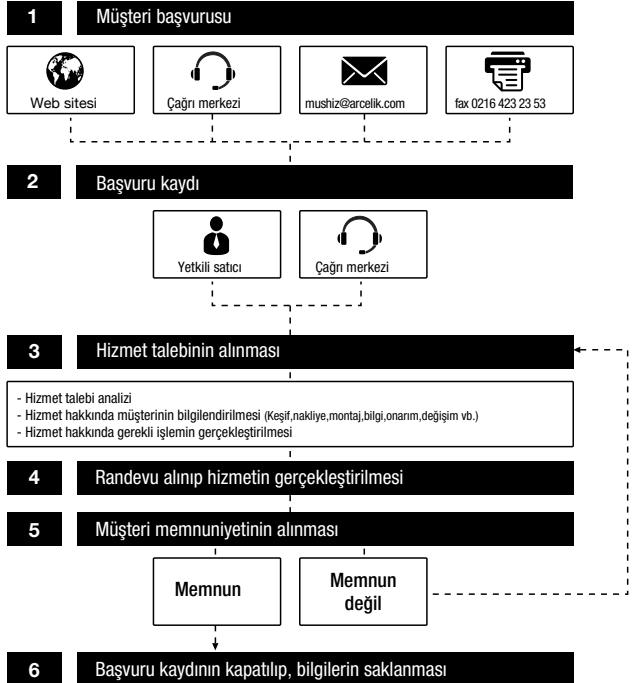 1 Müşteri başvurusu
Web sitesi
Çağrı merkezi
mushiz@arcelik.com
fax 0216 423 23 53
2 Başvuru kaydı
Yetkili satıcı
Çağrı merkezi
3 Hizmet talebinin alınması
- Hizmet talebi analizi
- Hizmet hakkında müşterinin bilgilendirilmesi (Keşif,nakliye,montaj,bilgi,onarım,değişim vb.)
- Hizmet hakkında gerekli işlemin gerçekleştirilmesi
4 Randevu alınıp hizmetin gerçekleştirilmesi
5 Müşteri memnuniyetinin alınması
Memnun
Memnun
değil
6 Başvuru kaydının kapatılıp, bilgilerin saklanması